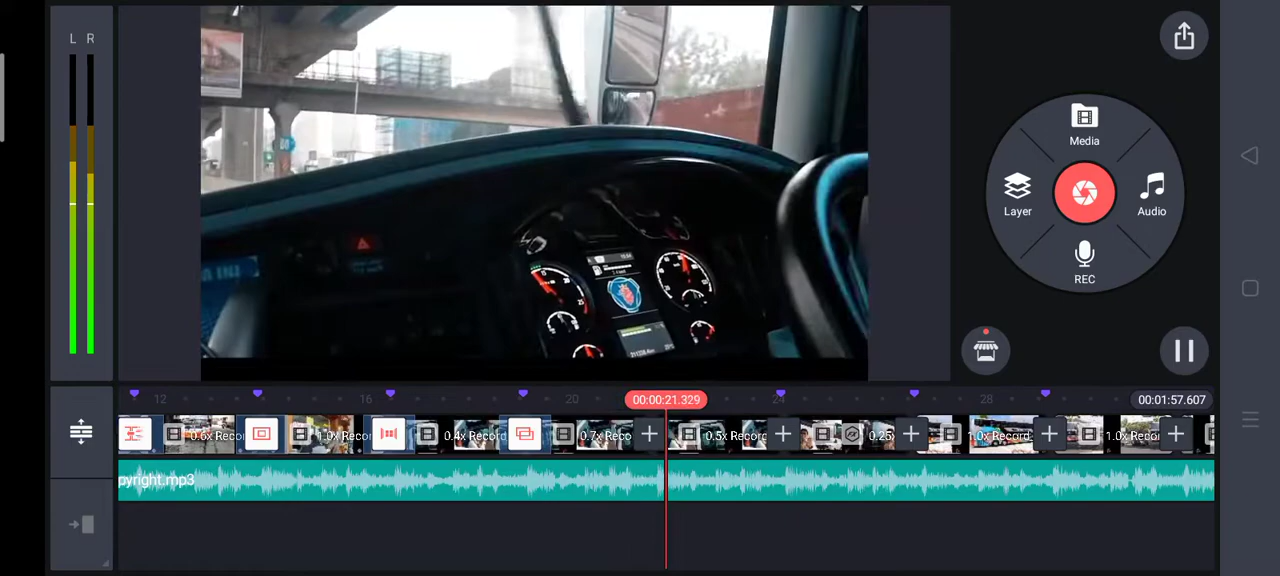 L R
Media
Layer
Audio
REC
12
16
20
00:00:21.329
24
28
00:01:57.607
0.6x Recor
1.0x Record
0.4x Record
0.7x Reco
0.5x Record
0.25
1.0x Record
1.0x Recor
pyright.mp3